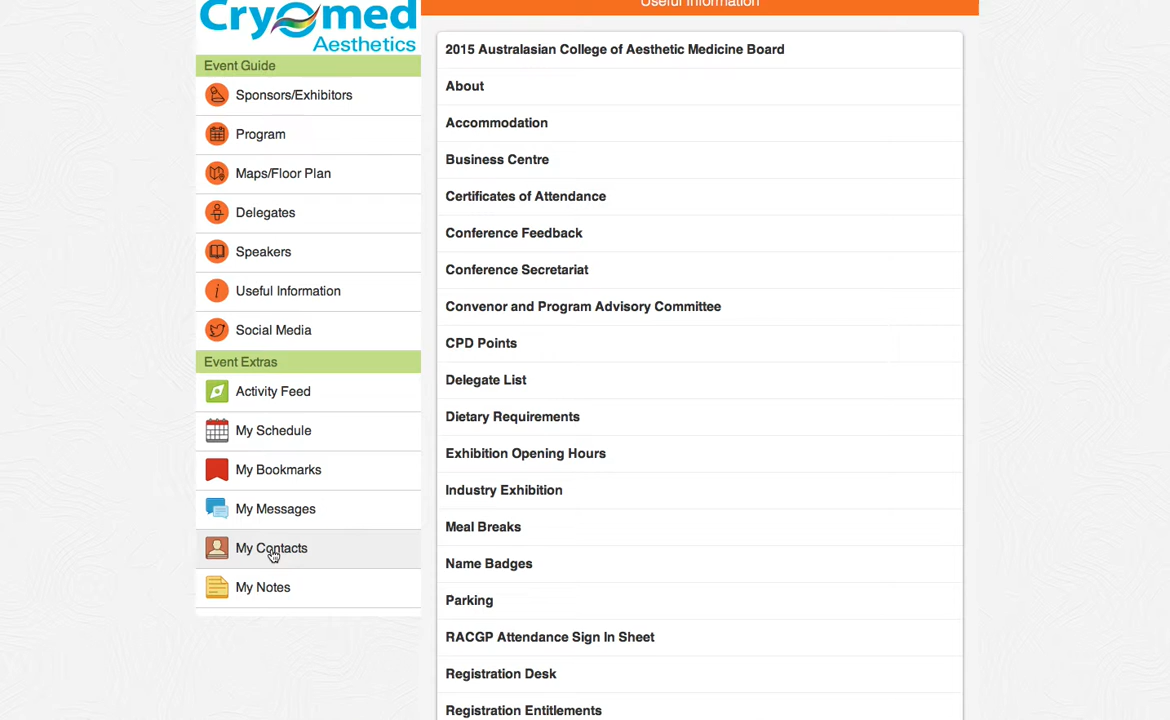 Cryomed
Aesthetics
Event Guide
Sponsors/Exhibitors
Program
Maps/Floor Plan
Delegates
Speakers
Useful Information
Social Media
Event Extras
Activity Feed
My Schedule
My Bookmarks
My Messages
My Contacts
My Notes
Useful Information
2015 Australasian College of Aesthetic Medicine Board
About
Accommodation
Business Centre
Certificates of Attendance
Conference Feedback
Conference Secretariat
Convenor and Program Advisory Committee
CPD Points
Delegate List
Dietary Requirements
Exhibition Opening Hours
Industry Exhibition
Meal Breaks
Name Badges
Parking
RACGP Attendance Sign In Sheet
Registration Desk
Registration Entitlements